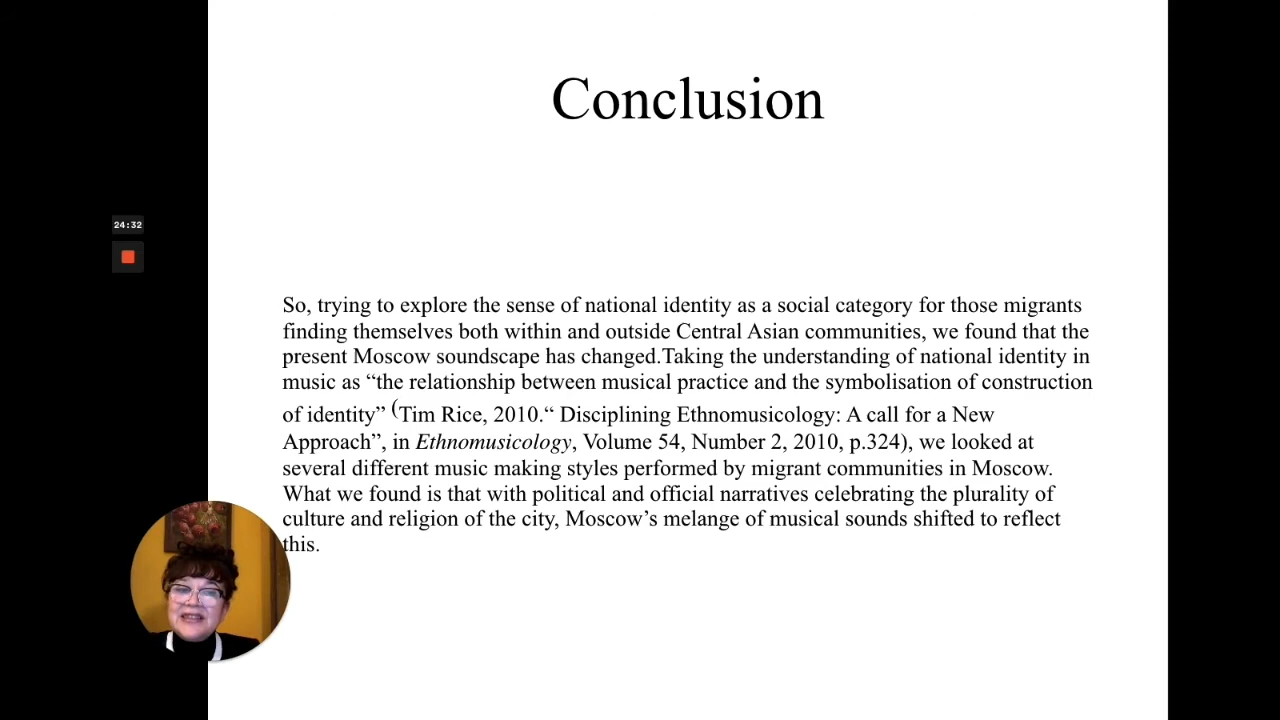 Conclusion
24:32
So, trying to explore the sense of national identity as a social category for those migrants
finding themselves both within and outside Central Asian communities, we found that the
present Moscow soundscape has changed.Taking the understanding of national identity in
music as “the relationship between musical practice and the symbolisation of construction
of identity” (Tim Rice, 2010.“ Disciplining Ethnomusicology: A call for a New
Approach”, in Ethnomusicology, Volume 54, Number 2, 2010, p.324), we looked at
several different music making styles performed by migrant communities in Moscow.
What we found is that with political and official narratives celebrating the plurality of
culture and religion of the city, Moscow’s melange of musical sounds shifted to reflect
this.